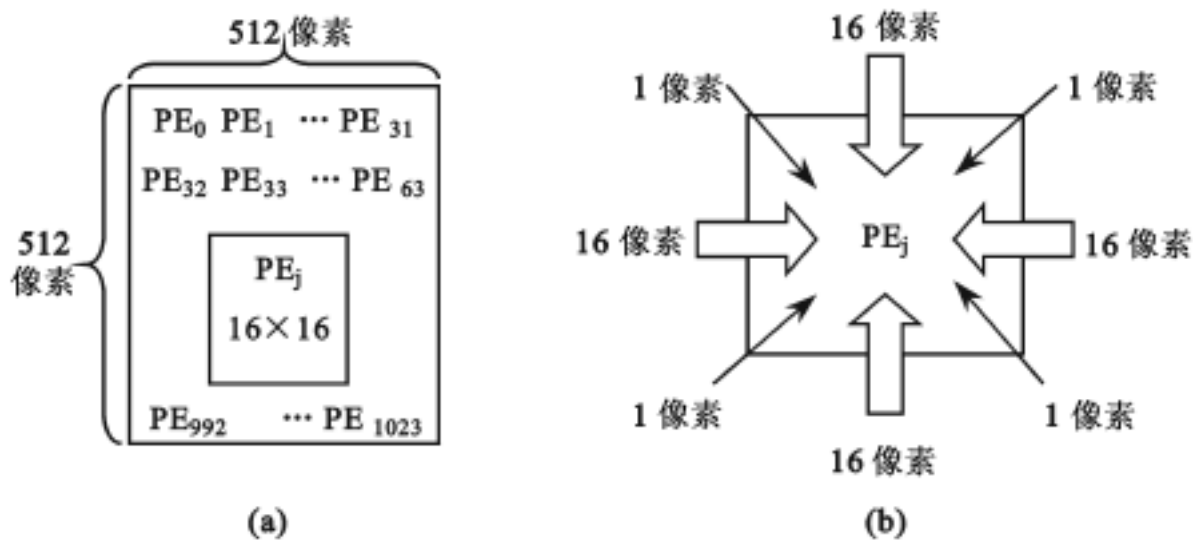 512 像素
PE₀ PE₁ ··· PE ₃₁
PE₃₂ PE₃₃ ··· PE ₆₃
512
像素
PEⱼ
16×16
PE₉₉₂ ··· PE ₁₀₂₃
(a)
16 像素
1 像素
1 像素
16 像素
PEⱼ
16 像素
1 像素
1 像素
16 像素
(b)